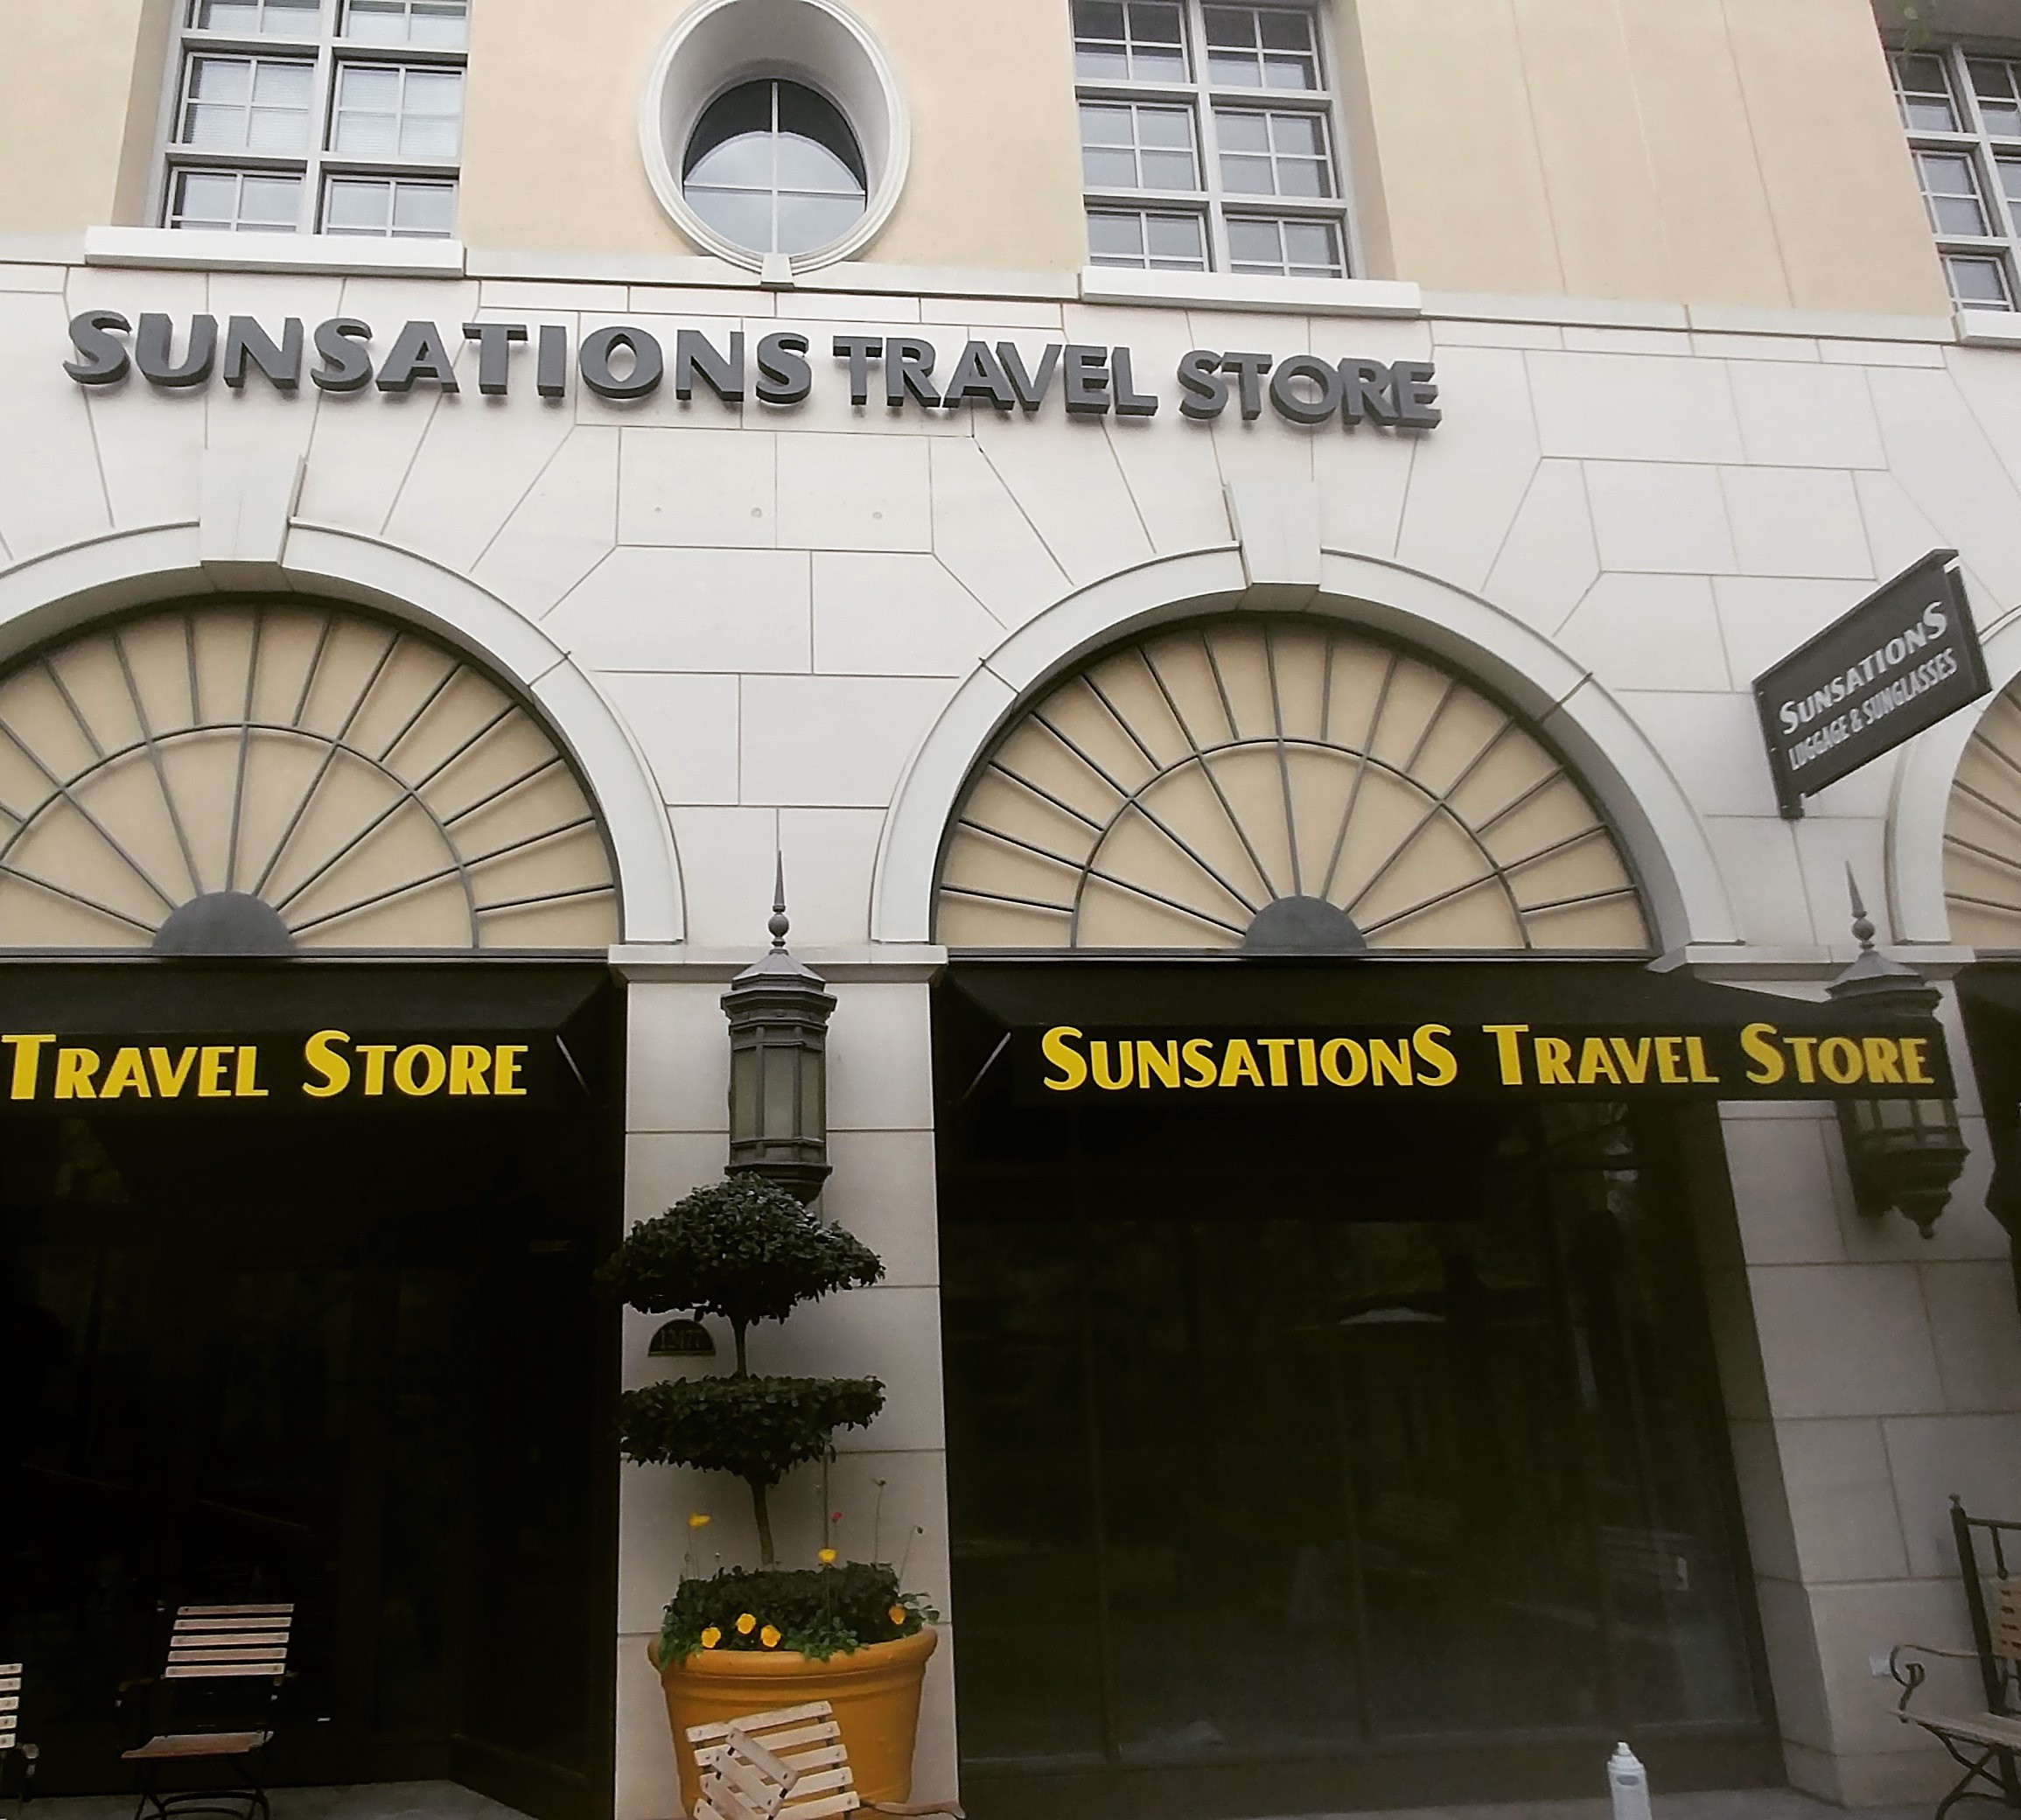 SUNSATIONS TRAVEL STORE
SUNSATIONS
LUGGAGE & SUNGLASSES
TRAVEL STORE
SUNSATIONS TRAVEL STORE